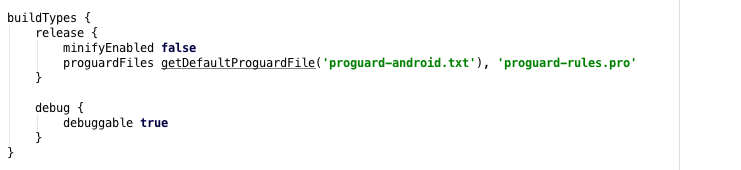 buildTypes {
    release {
        minifyEnabled false
        proguardFiles getDefaultProguardFile('proguard-android.txt'), 'proguard-rules.pro'
    }

    debug {
        debuggable true
    }
}